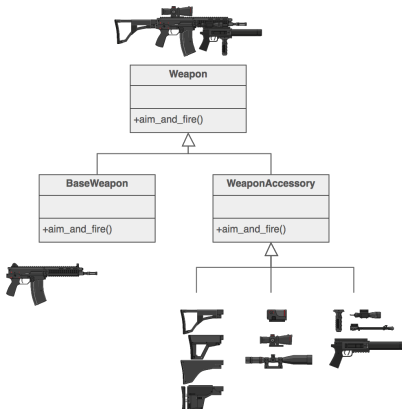 Weapon
+aim_and_fire()
BaseWeapon
+aim_and_fire()
WeaponAccessory
+aim_and_fire()